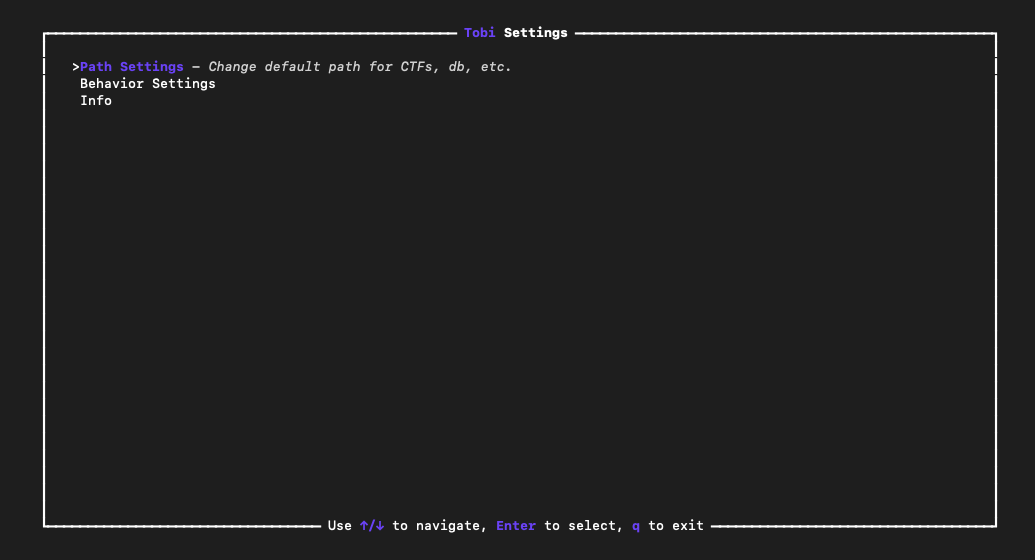 Tobi Settings
>Path Settings — Change default path for CTFs, db, etc.
Behavior Settings
Info
Use ↑/↓ to navigate, Enter to select, q to exit